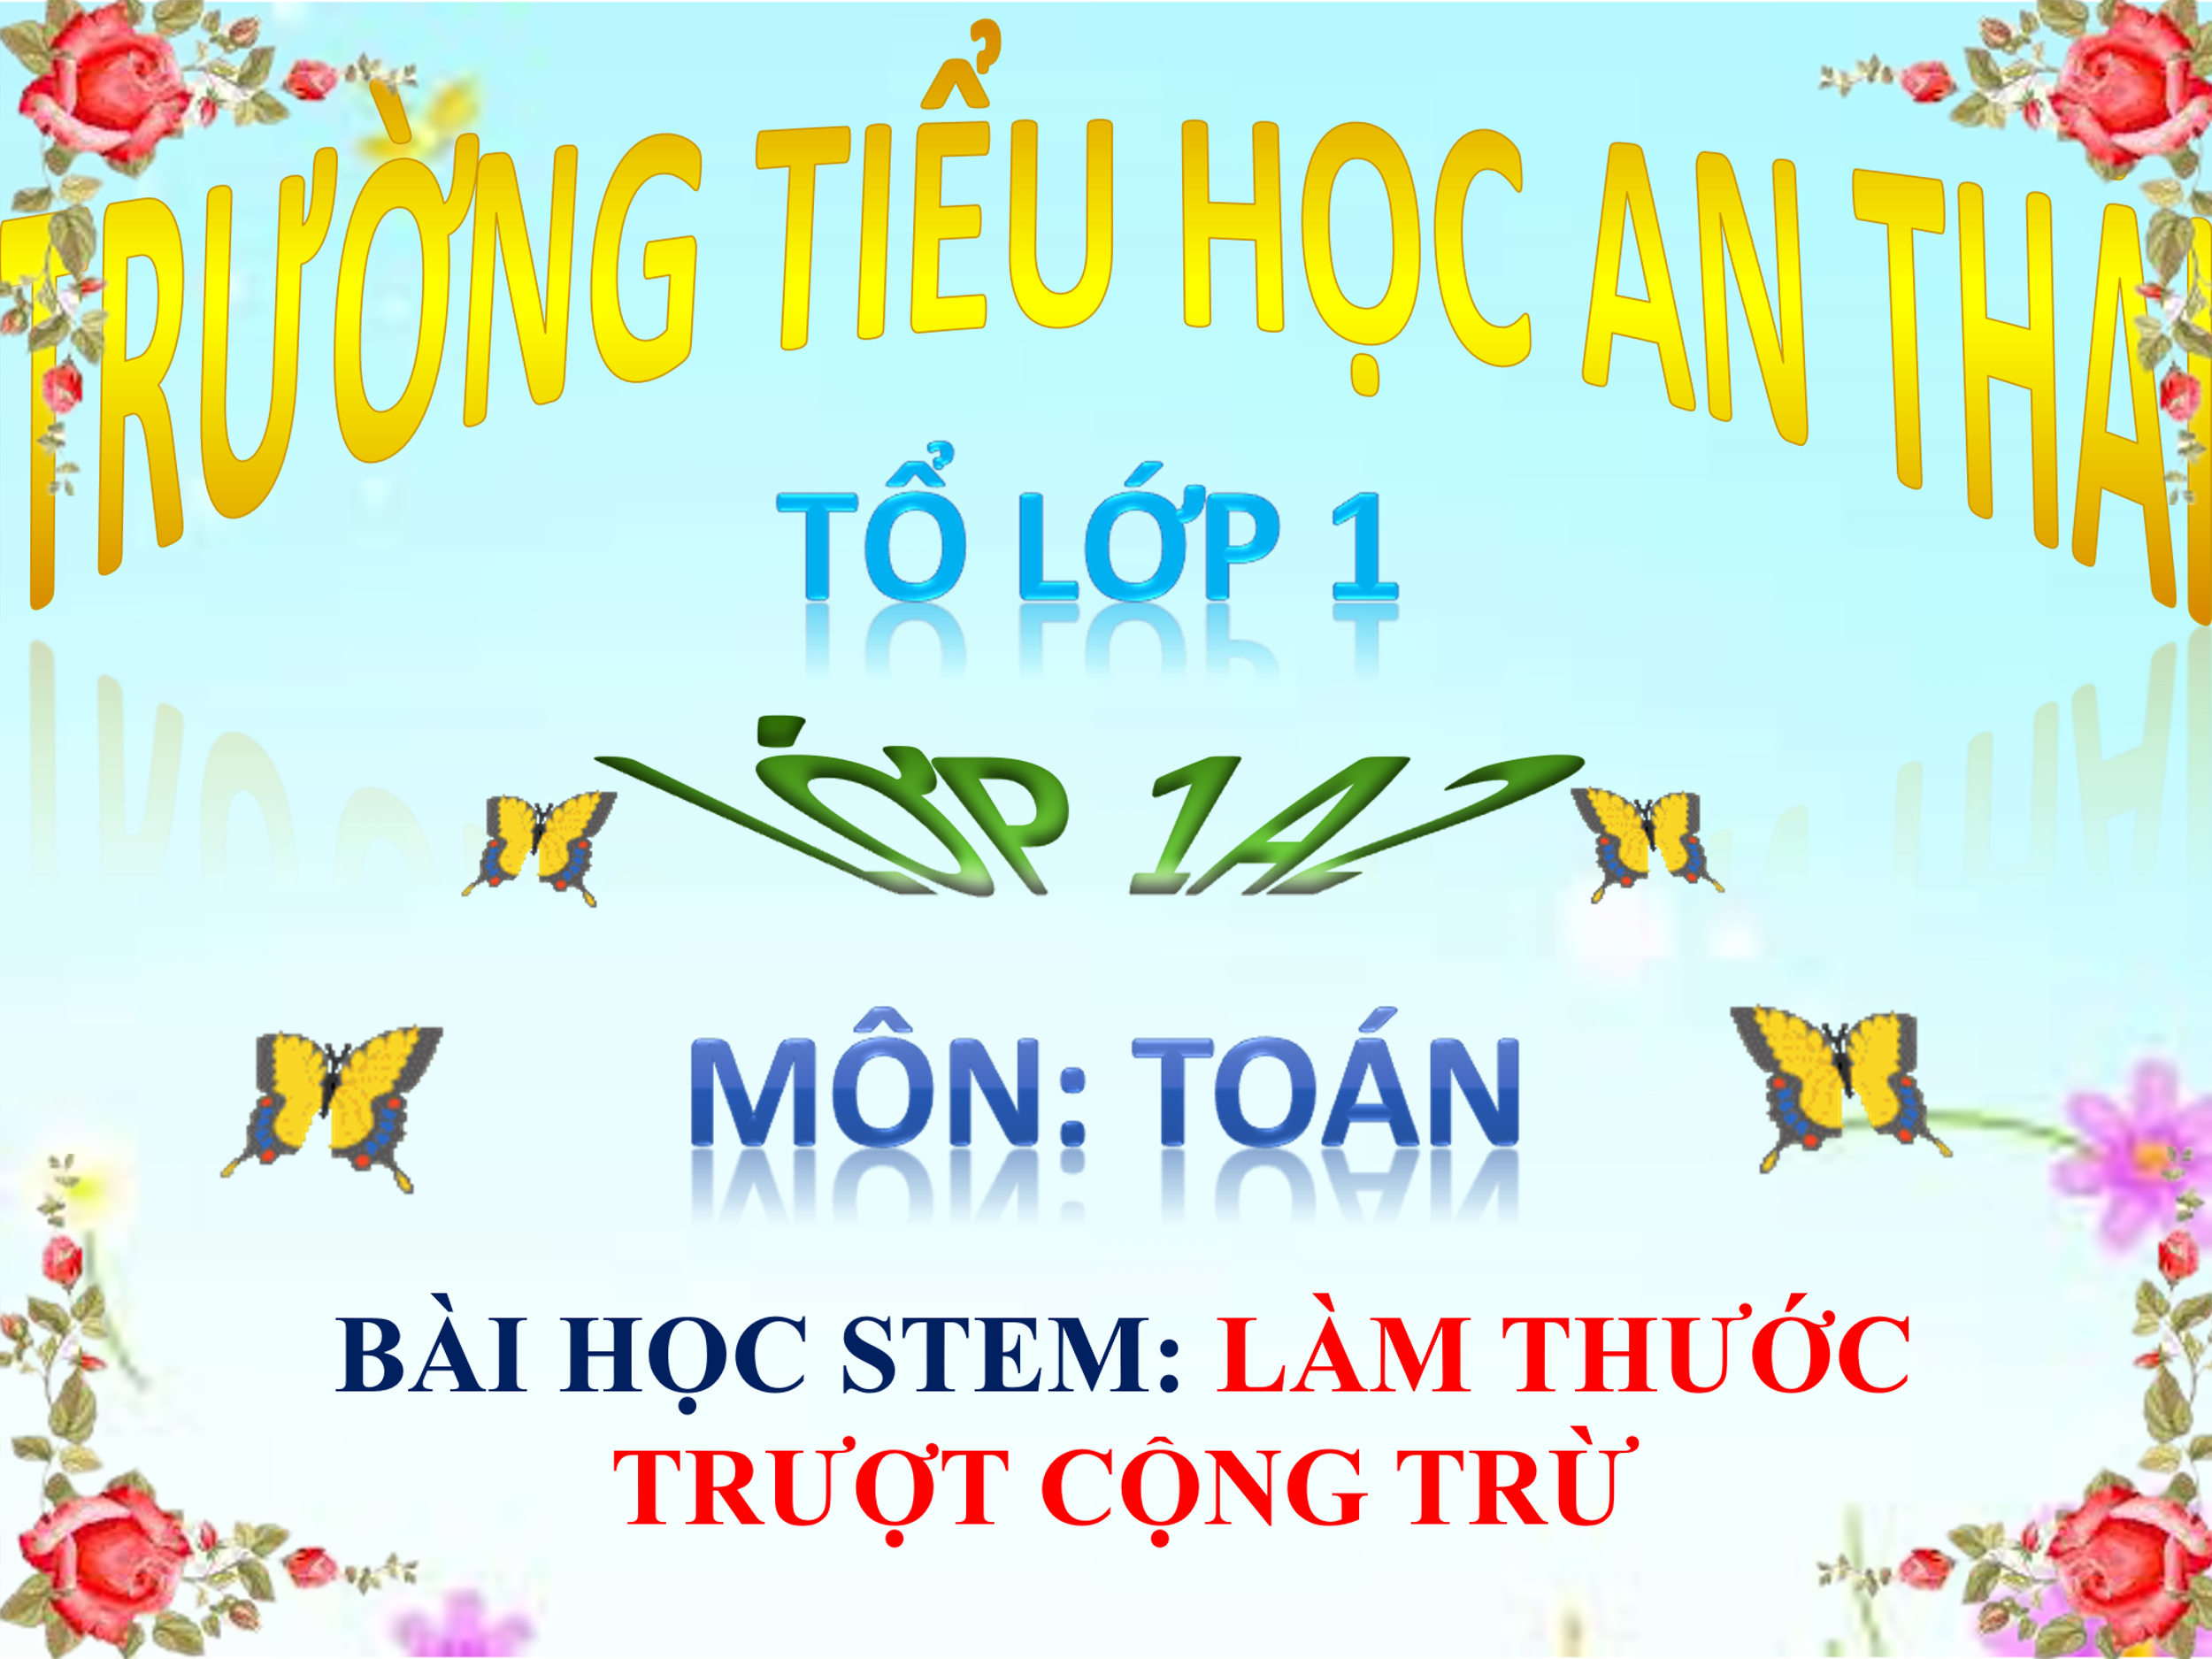 TRƯỜNG TIỂU HỌC AN THAI
TỔ LỚP 1
LỚP 1A2
MÔN: TOÁN
BÀI HỌC STEM: LÀM THƯỚC
TRƯỢT CỘNG TRỪ